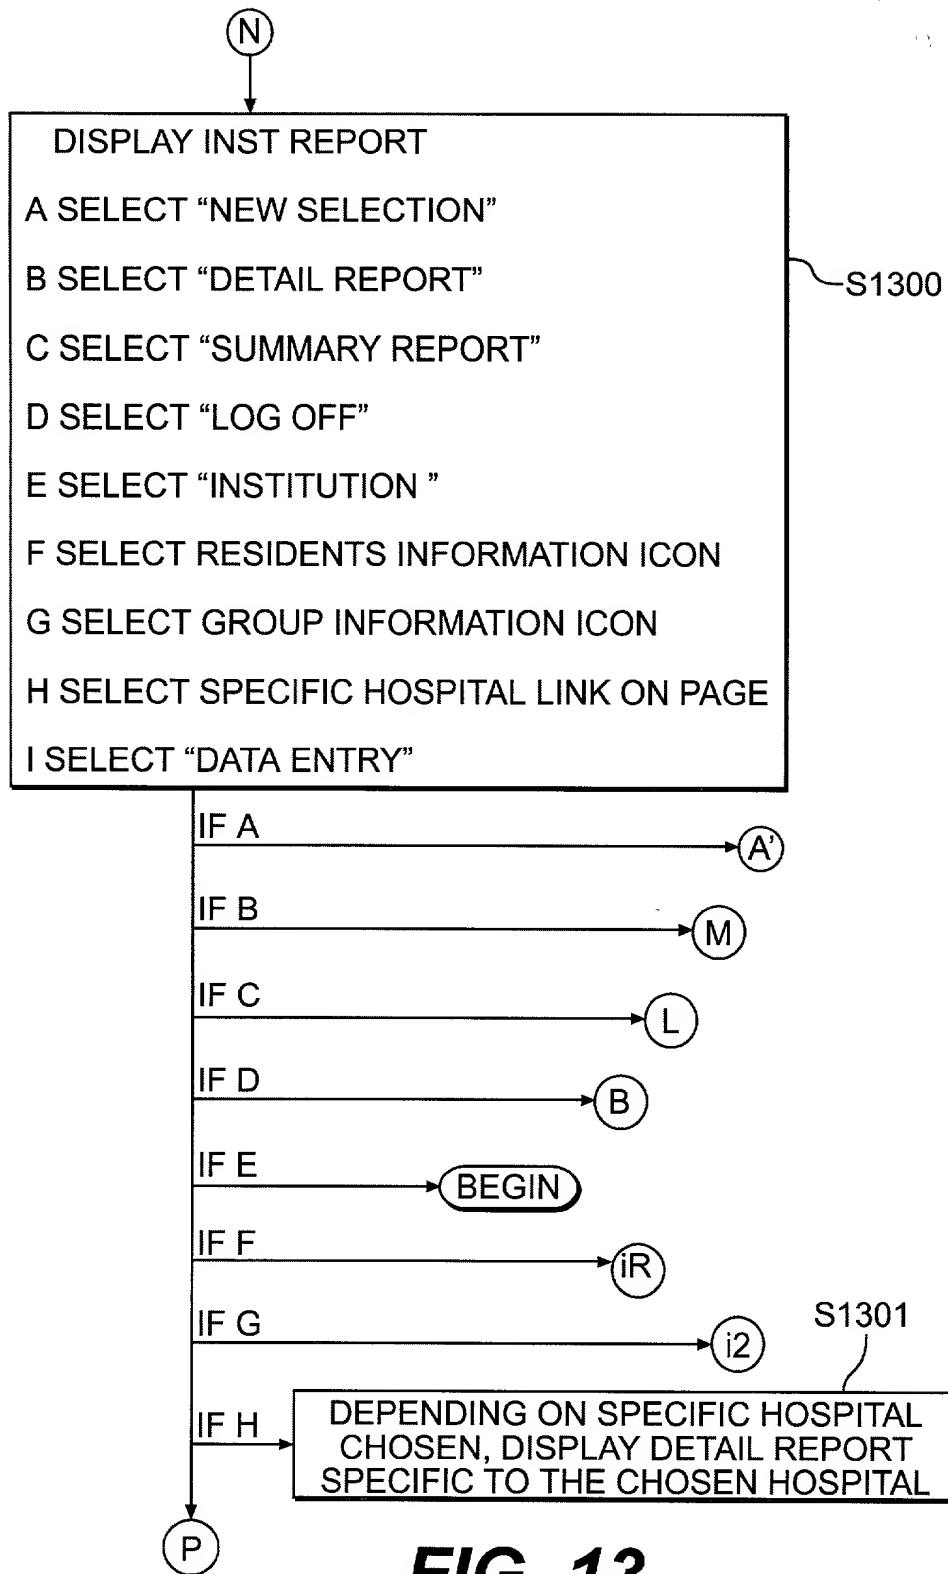 N
DISPLAY INST REPORT
A SELECT “NEW SELECTION”
B SELECT “DETAIL REPORT”
C SELECT “SUMMARY REPORT”
D SELECT “LOG OFF”
E SELECT “INSTITUTION ”
F SELECT RESIDENTS INFORMATION ICON
G SELECT GROUP INFORMATION ICON
H SELECT SPECIFIC HOSPITAL LINK ON PAGE
I SELECT “DATA ENTRY”
S1300
IF A
A'
IF B
M
IF C
L
IF D
B
IF E
BEGIN
IF F
iR
IF G
i2
S1301
IF H
DEPENDING ON SPECIFIC HOSPITAL
CHOSEN, DISPLAY DETAIL REPORT
SPECIFIC TO THE CHOSEN HOSPITAL
P
FIG. 13